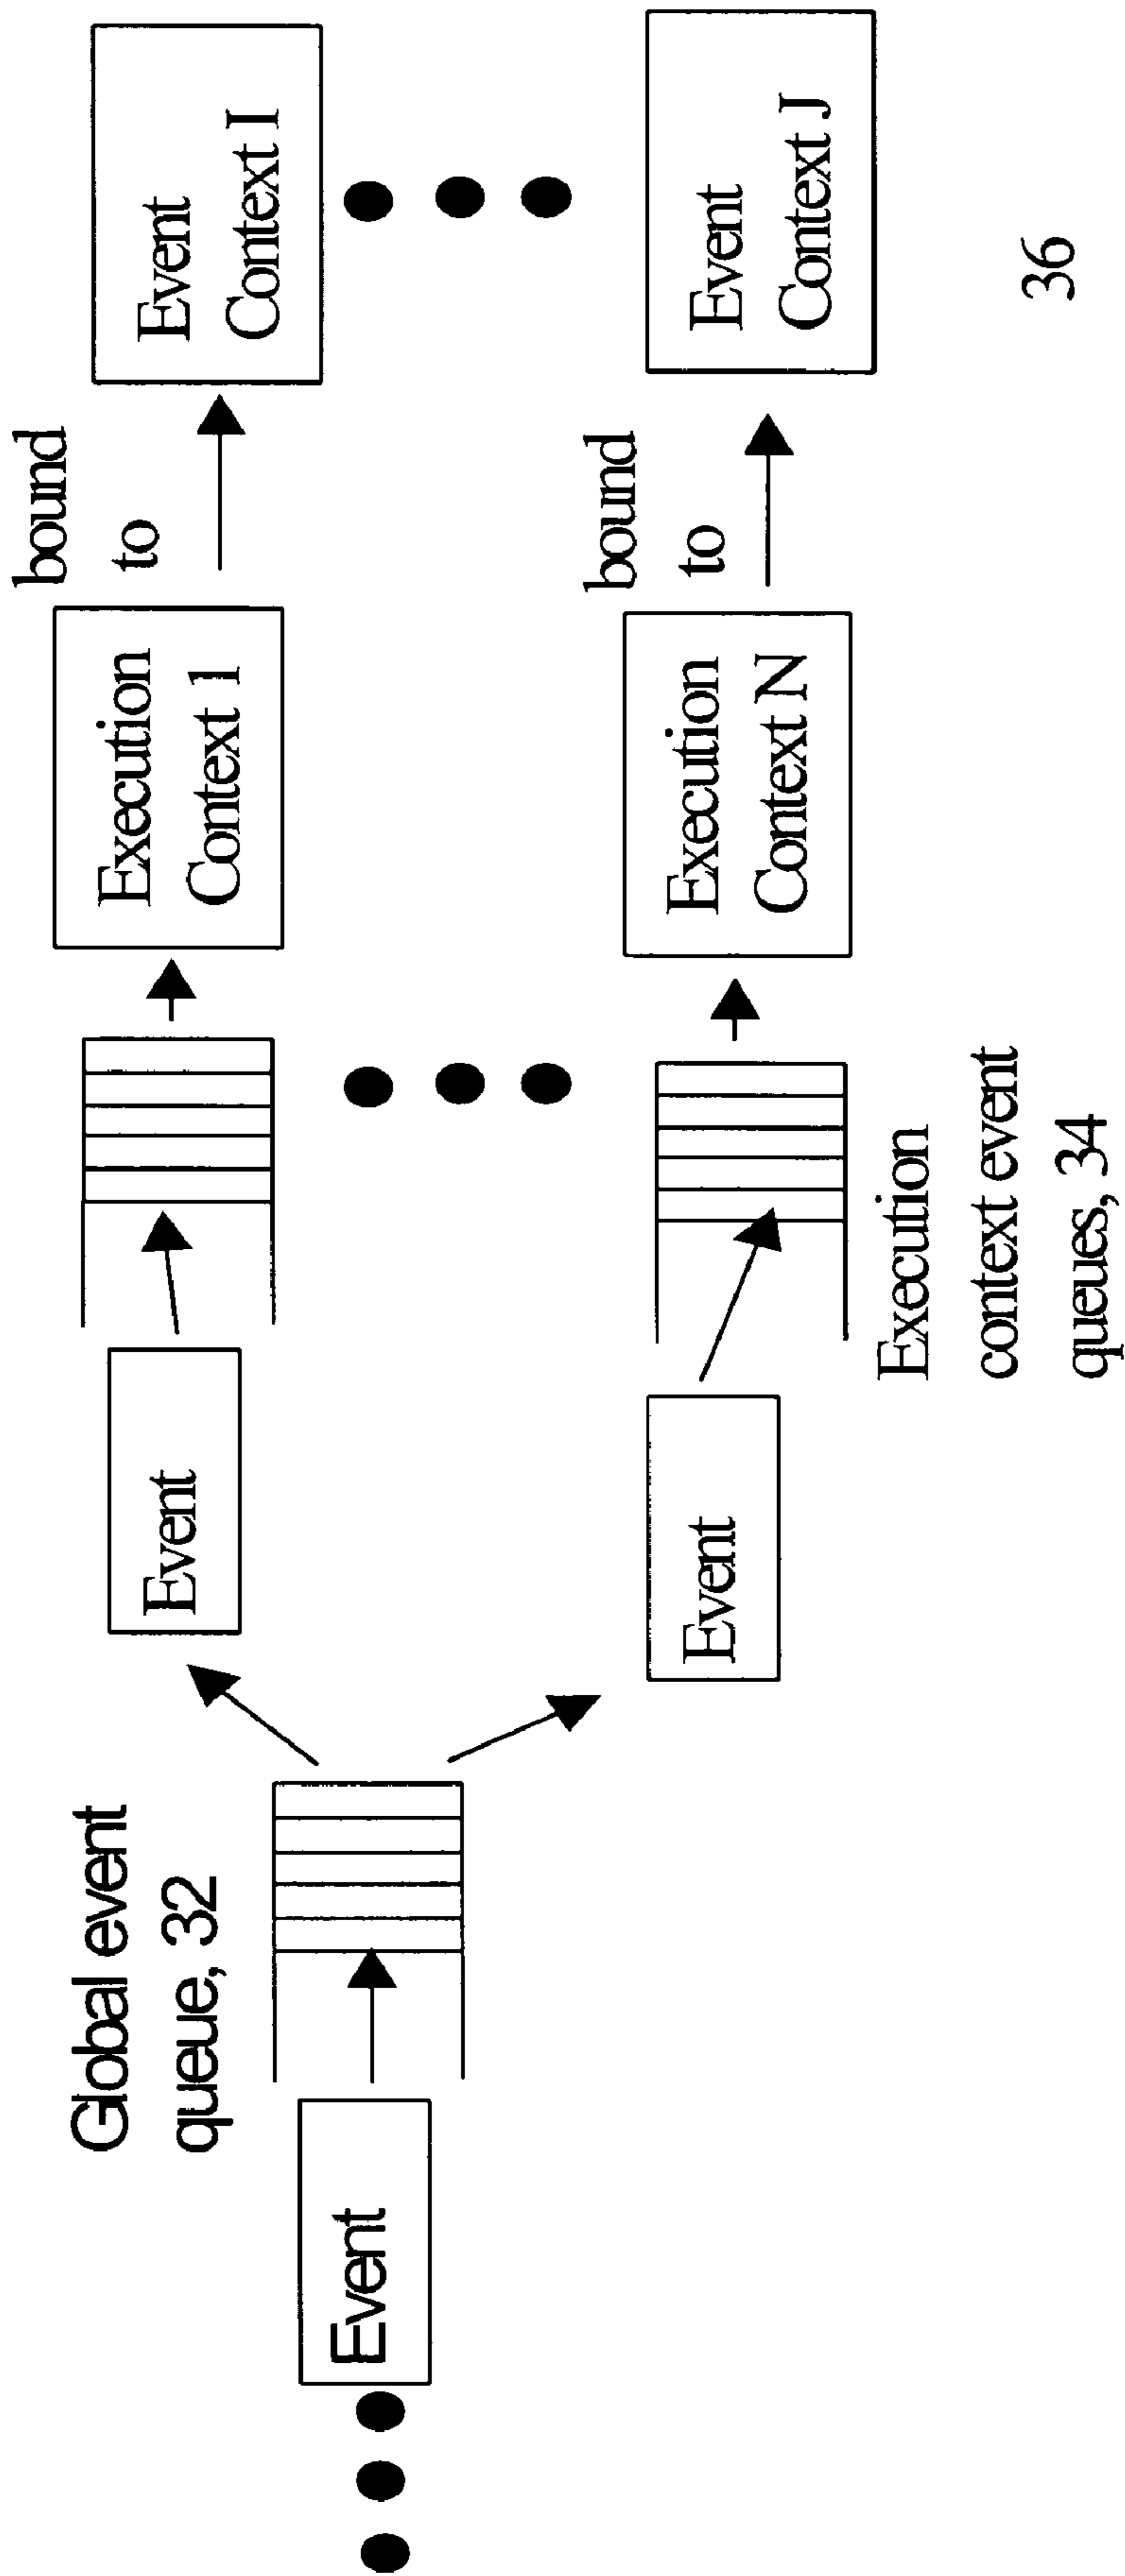 Event
Global event
queue, 32
Event
Event
Execution
context event
queues, 34
Execution
Context 1
Execution
Context N
bound
to
bound
to
Event
Context I
Event
Context J
36